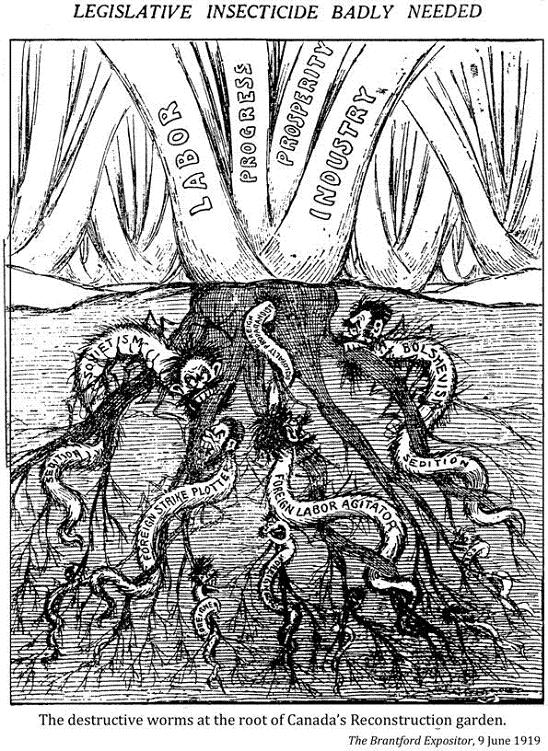 LEGISLATIVE INSECTICIDE BADLY NEEDED
LABOR
PROGRESS
PROSPERITY
INDUSTRY
SOVIETISM
BOLSHEVIS
SEDITION
SEDITION
FOREIGN STRIKE PLOTTER
FOREIGN LABOR AGITATOR
The destructive worms at the root of Canada's Reconstruction garden.
The Brantford Expositor, 9 June 1919